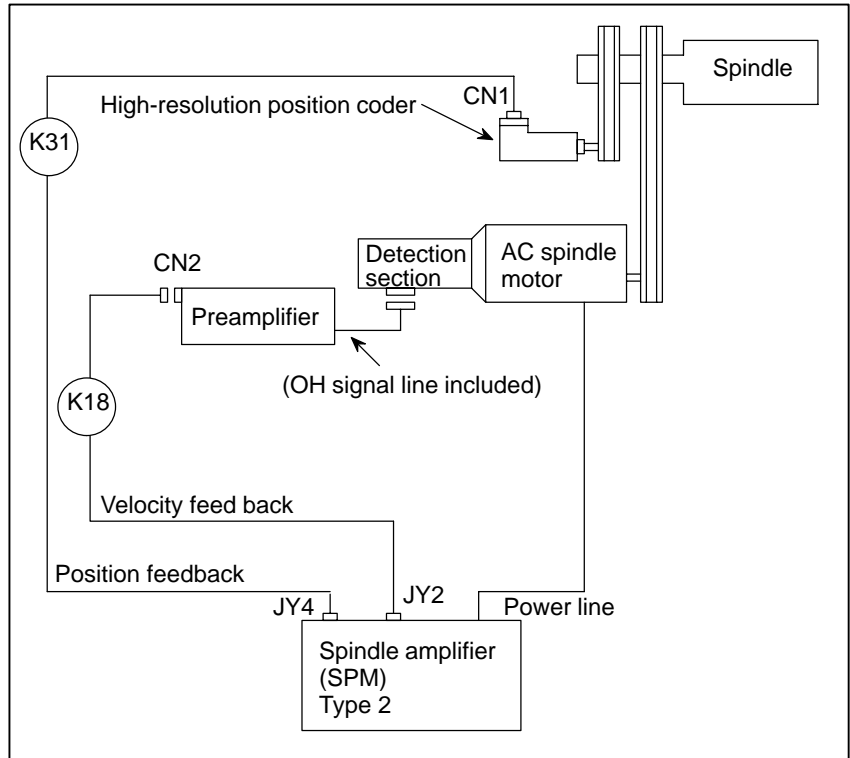 Spindle
CN1
High-resolution position coder
K31
Detection
section
AC spindle
motor
CN2
Preamplifier
(OH signal line included)
K18
Velocity feed back
Position feedback
JY4
JY2
Power line
Spindle amplifier
(SPM)
Type 2